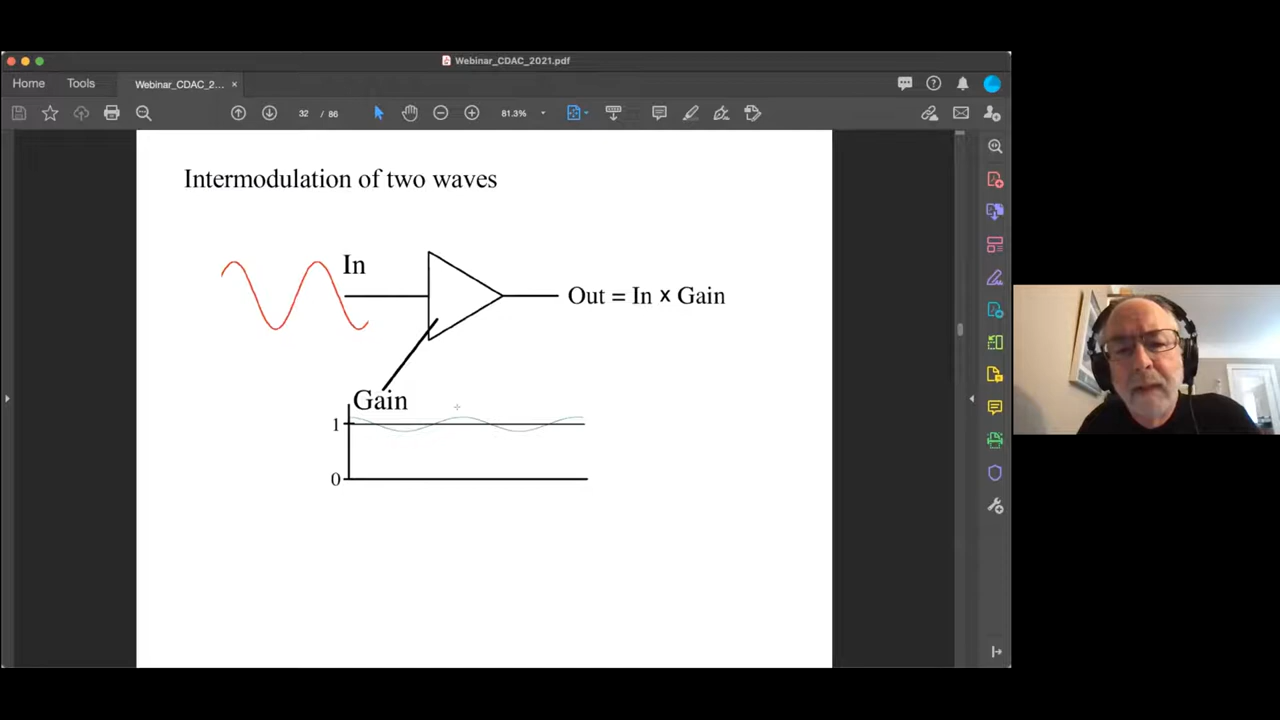 Webinar_CDAC_2021.pdf
Home Tools Webinar_CDAC_2... ×
32 / 86 81.3%
Intermodulation of two waves
In
Out = In x Gain
Gain
1
0